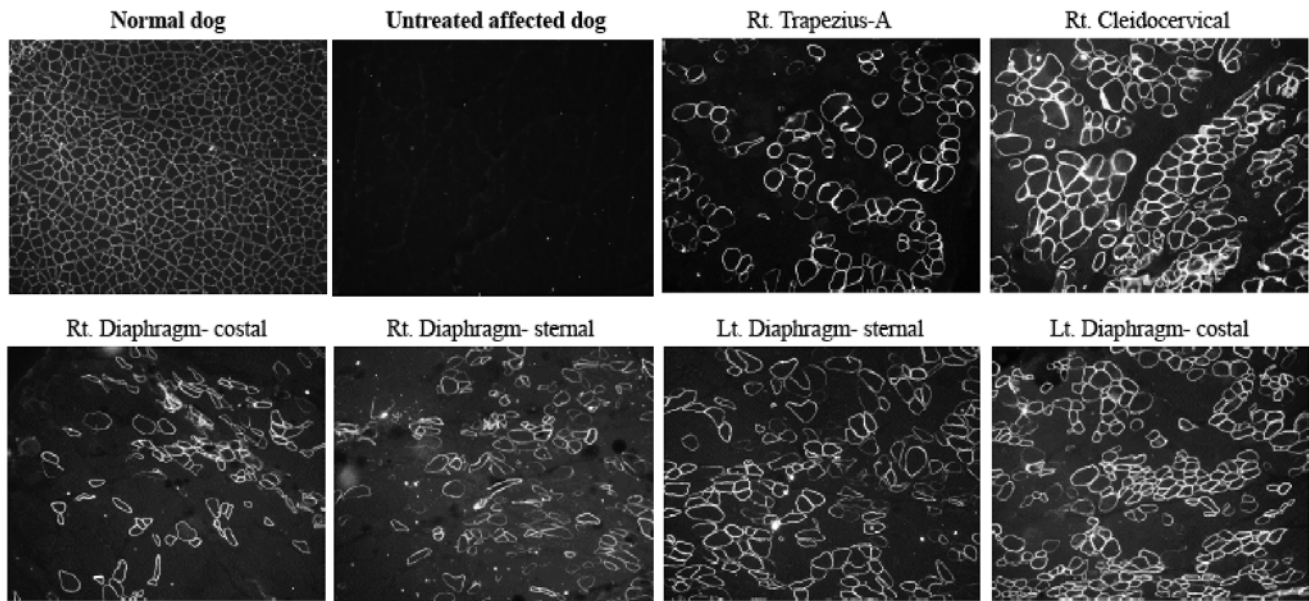 Normal dog
Untreated affected dog
Rt. Trapezius-A
Rt. Cleidocervical
Rt. Diaphragm- costal
Rt. Diaphragm- sternal
Lt. Diaphragm- sternal
Lt. Diaphragm- costal